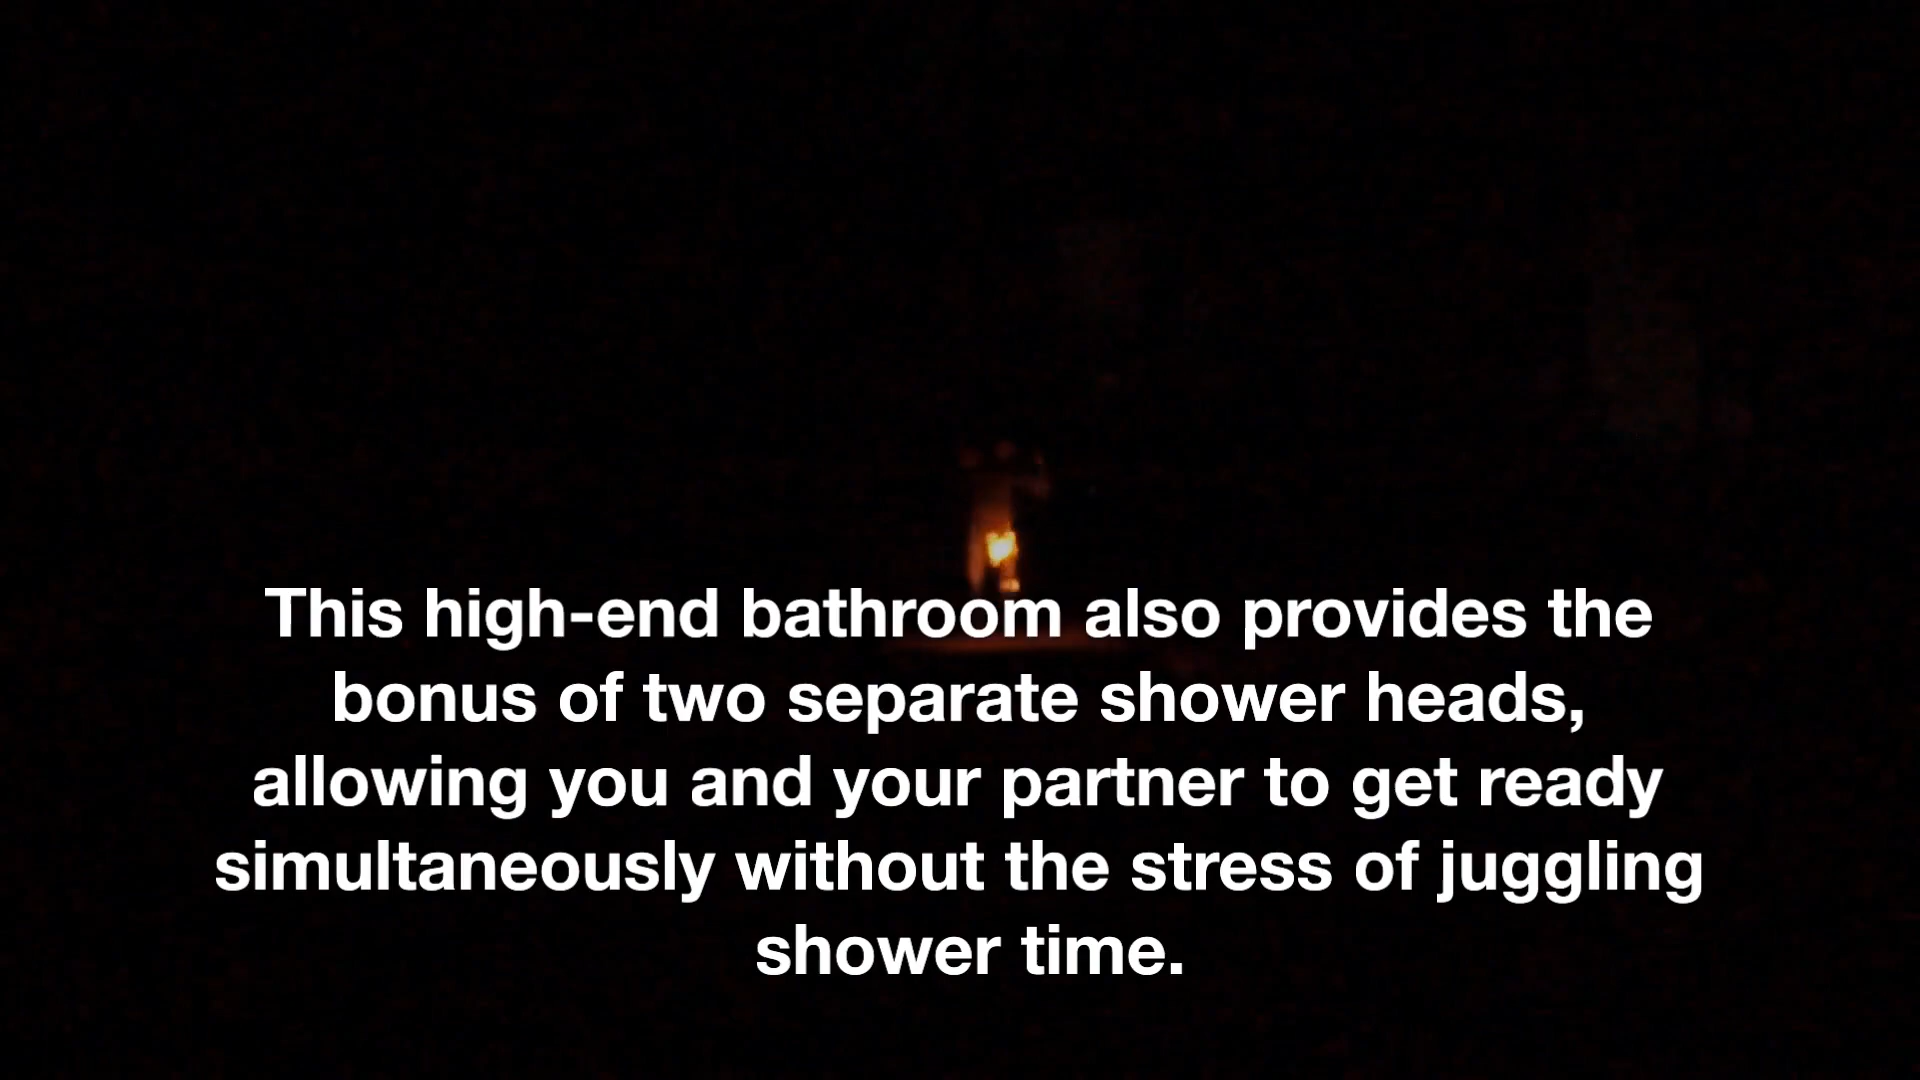 This high-end bathroom also provides the
bonus of two separate shower heads,
allowing you and your partner to get ready
simultaneously without the stress of juggling
shower time.